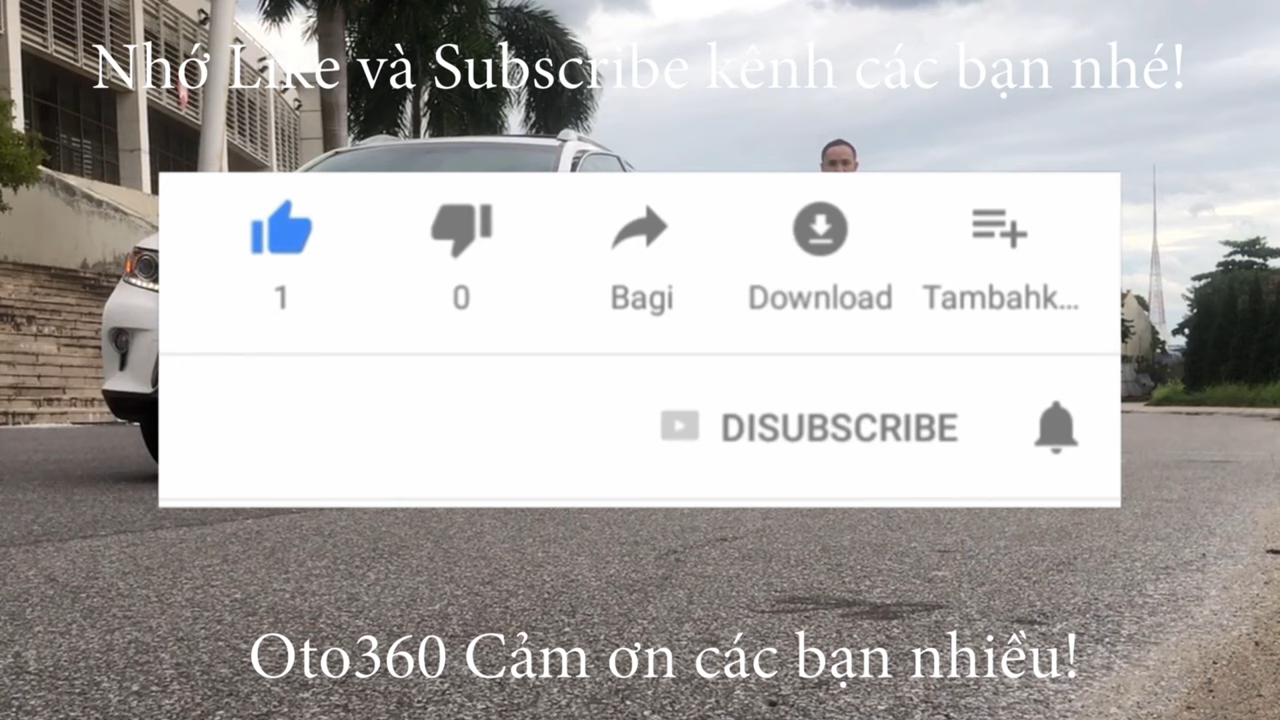 Nhớ Like và Subscribe kênh các bạn nhé!
1 0 Bagi Download Tambahk...
DISUBSCRIBE
Oto360 Cảm ơn các bạn nhiều!